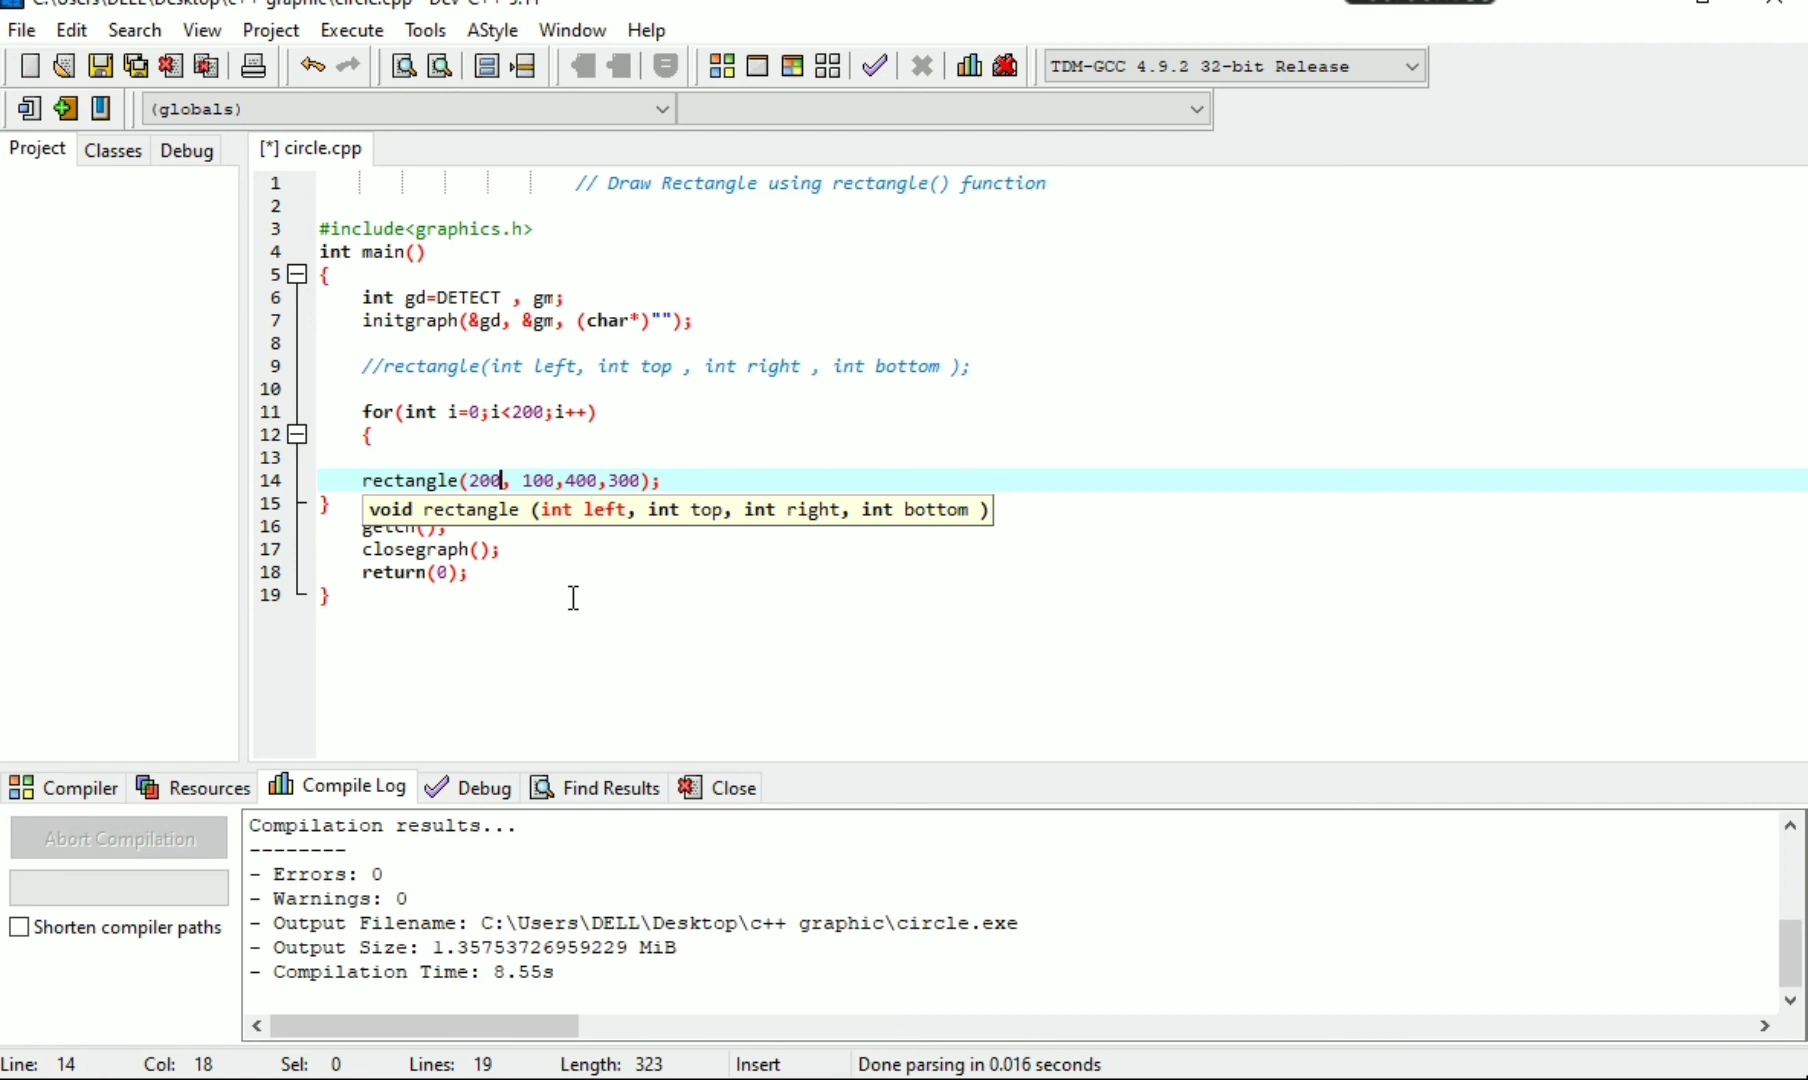 File Edit Search View Project Execute Tools AStyle Window Help
TDM-GCC 4.9.2 32-bit Release
(globals)
Project Classes Debug [*] circle.cpp
1 // Draw Rectangle using rectangle() function
2
3 #include<graphics.h>
4 int main()
5 {
6 int gd=DETECT , gm;
7 initgraph(&gd, &gm, (char*)"");
8
9 //rectangle(int left, int top , int right , int bottom );
10
11 for(int i=0;i<200;i++)
12 {
13
14 rectangle(200, 100,400,300);
15 } void rectangle (int left, int top, int right, int bottom )
16 getch();
17 closegraph();
18 return(0);
19 }
Compiler Resources Compile Log Debug Find Results Close
Abort Compilation
Shorten compiler paths
Compilation results...
--------
- Errors: 0
- Warnings: 0
- Output Filename: C:\Users\DELL\Desktop\c++ graphic\circle.exe
- Output Size: 1.35753726959229 MiB
- Compilation Time: 8.55s
Line: 14 Col: 18 Sel: 0 Lines: 19 Length: 323 Insert Done parsing in 0.016 seconds